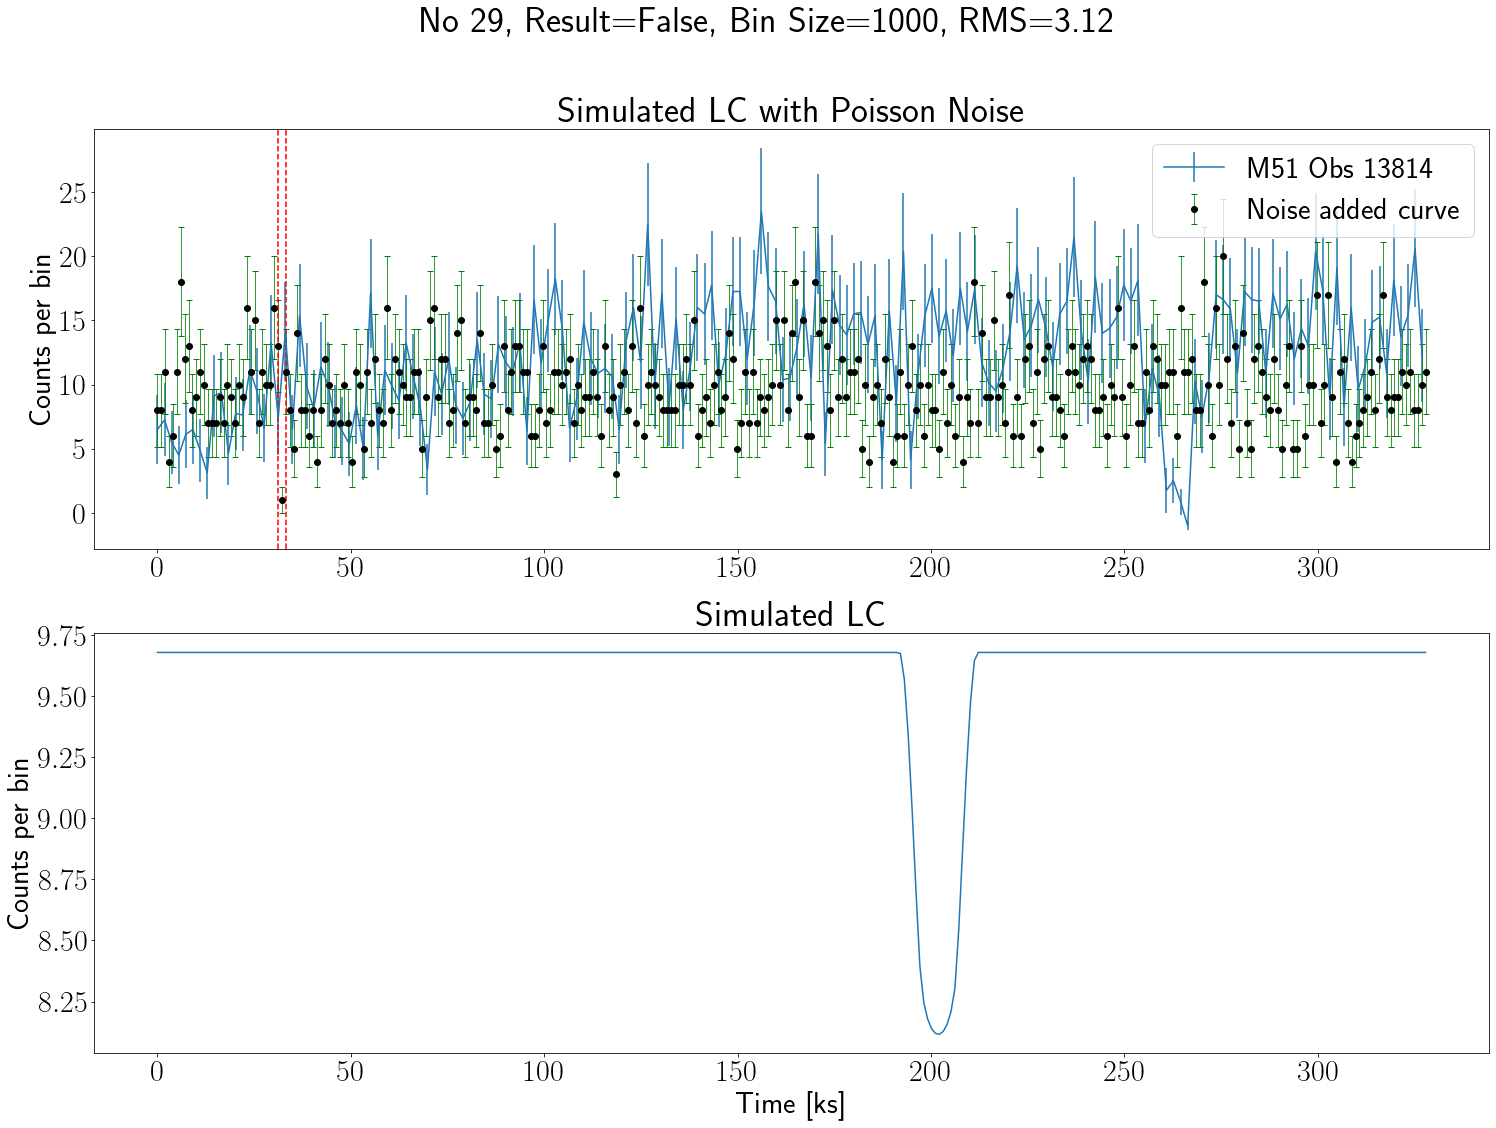 No 29, Result=False, Bin Size=1000, RMS=3.12
Simulated LC with Poisson Noise
Counts per bin
25
20
15
10
5
0
M51 Obs 13814
Noise added curve
0 50 100 150 200 250 300
Simulated LC
Counts per bin
9.75
9.50
9.25
9.00
8.75
8.50
8.25
0 50 100 150 200 250 300
Time [ks]